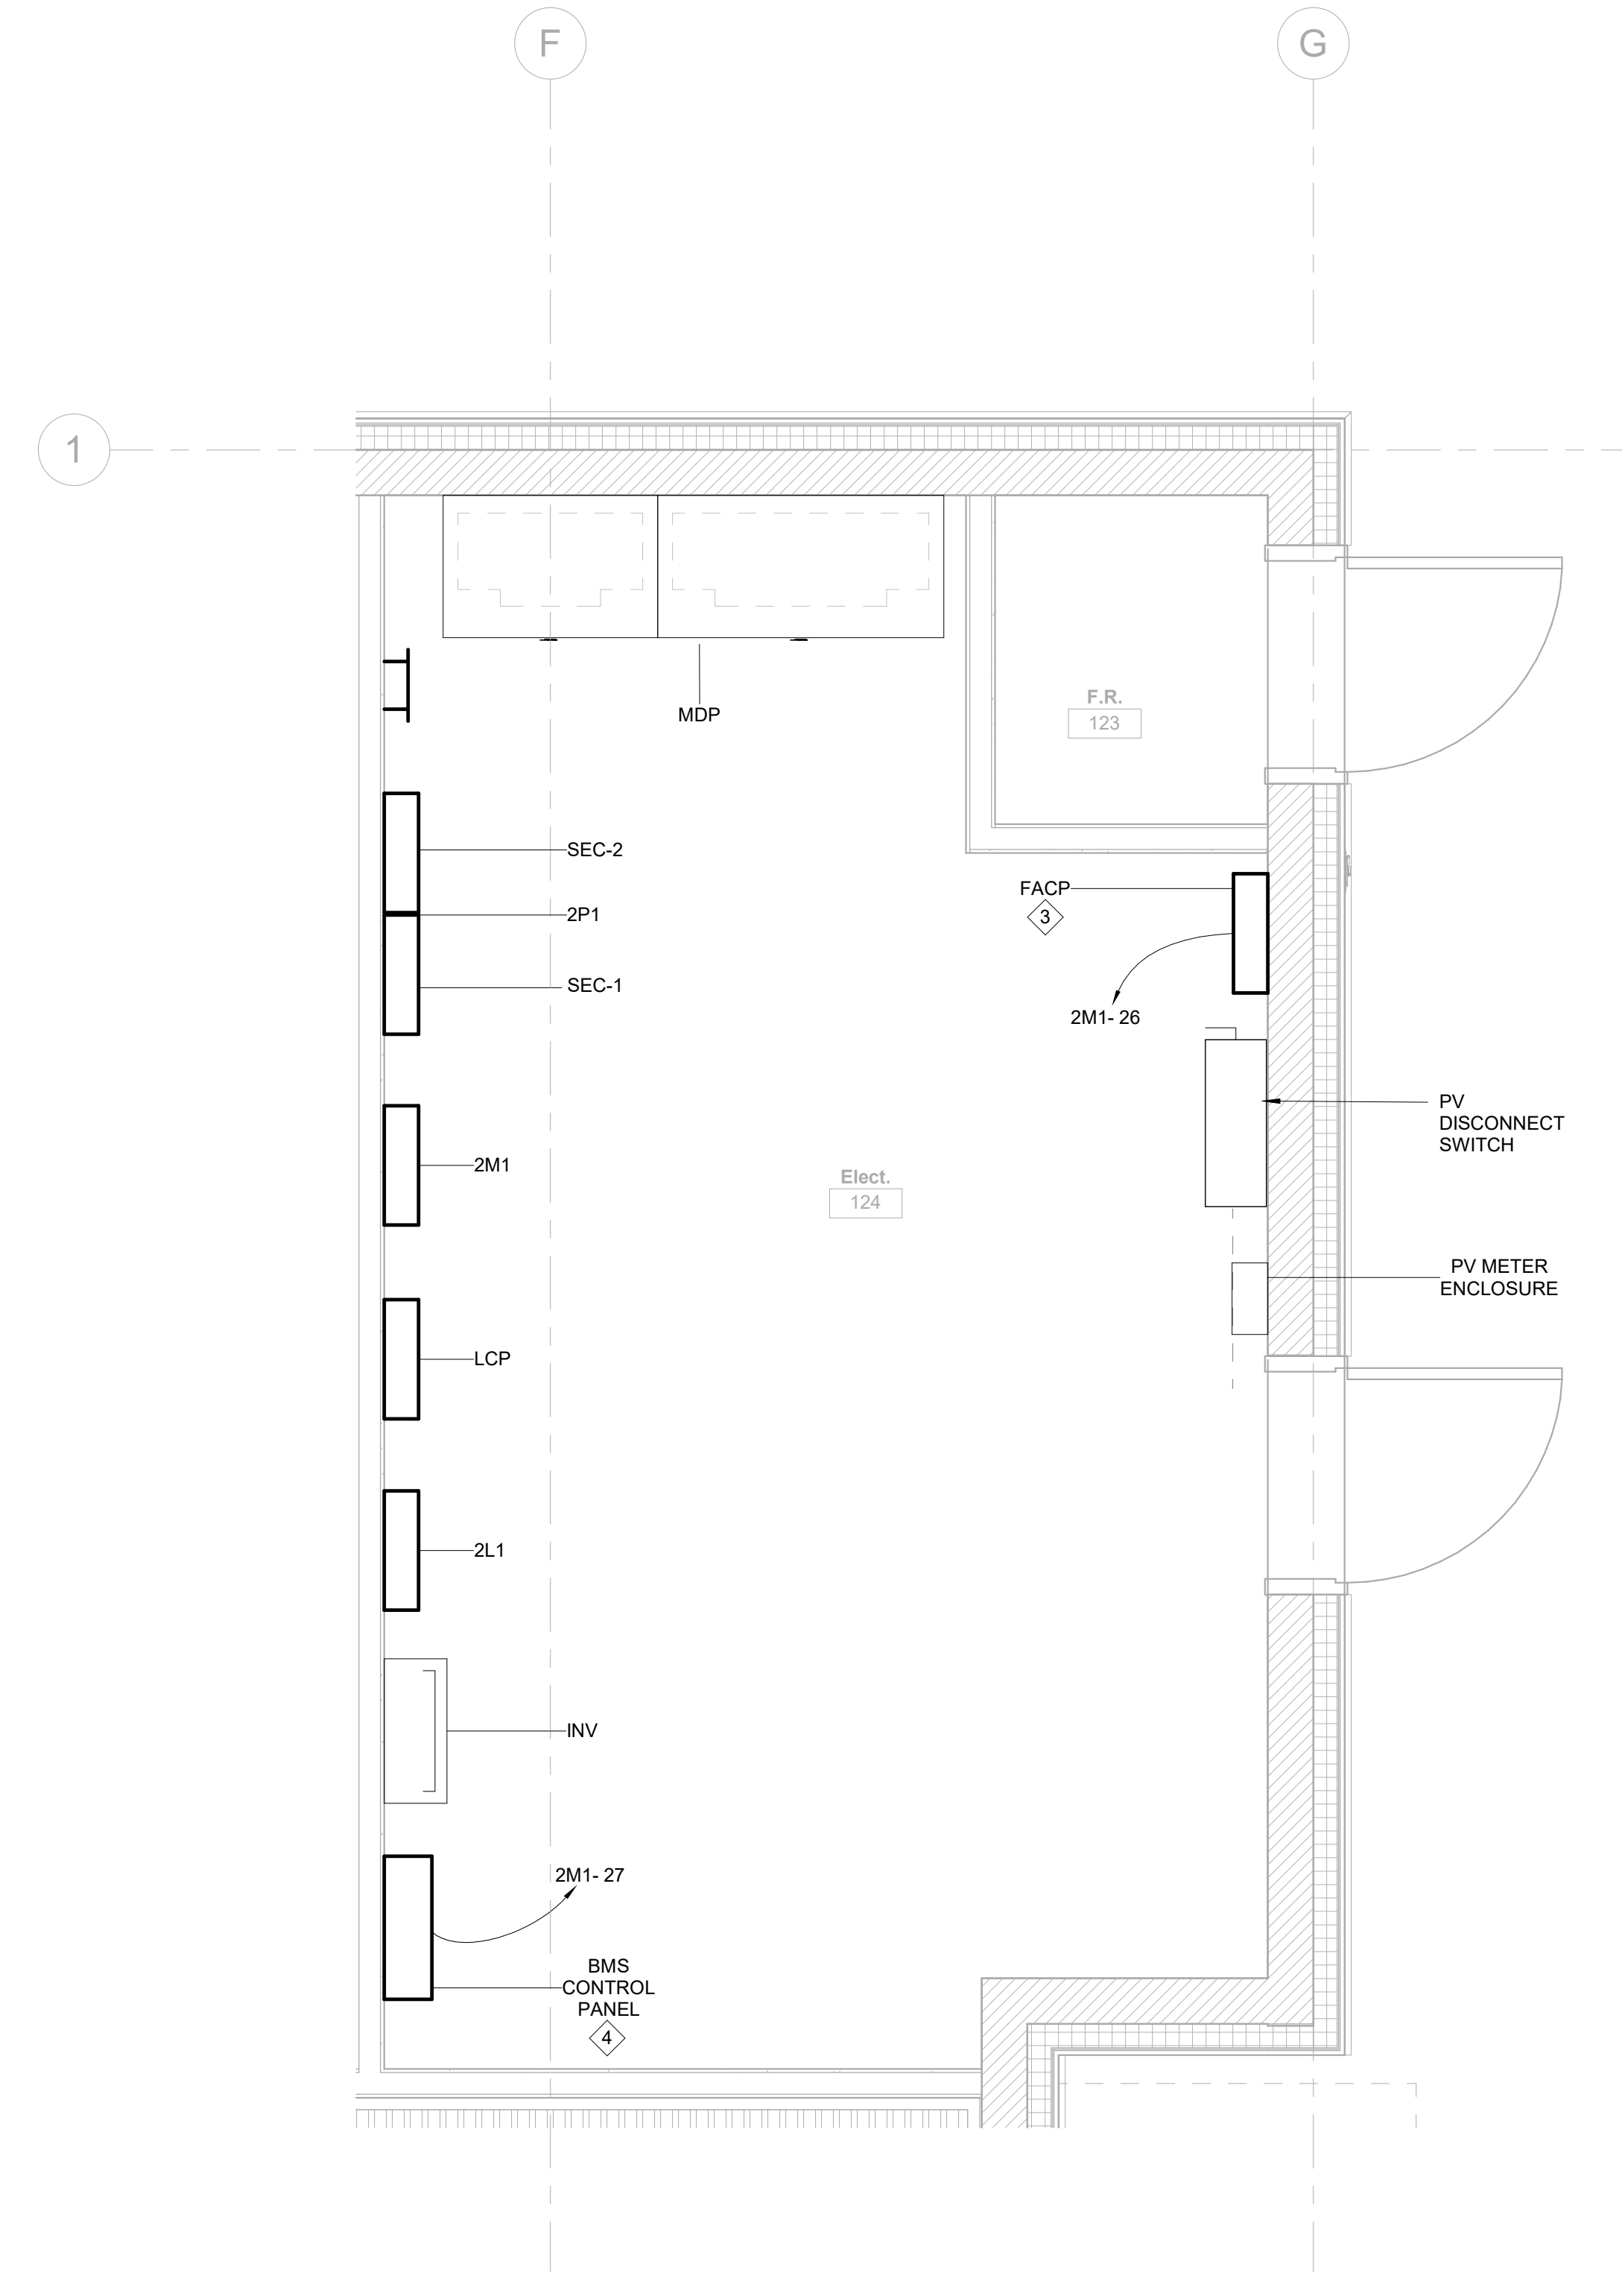 F
G
1
MDP
F.R.
123
SEC-2
2P1
SEC-1
FACP
3
2M1- 26
PV
DISCONNECT
SWITCH
2M1
Elect.
124
PV METER
ENCLOSURE
LCP
2L1
INV
2M1- 27
BMS
CONTROL
PANEL
4